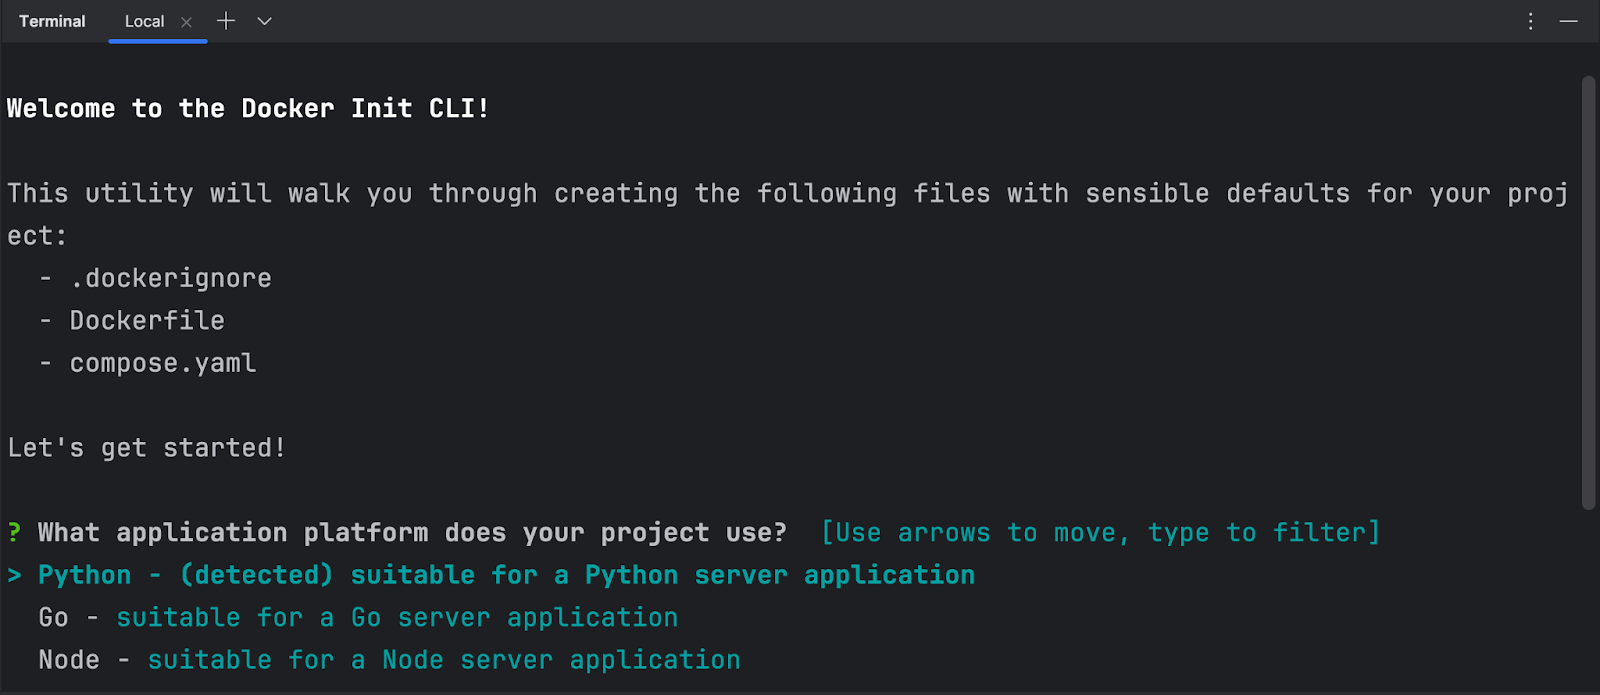 Terminal Local
Welcome to the Docker Init CLI!
This utility will walk you through creating the following files with sensible defaults for your proj
ect:
- .dockerignore
- Dockerfile
- compose.yaml
Let's get started!
? What application platform does your project use? [Use arrows to move, type to filter]
> Python - (detected) suitable for a Python server application
Go - suitable for a Go server application
Node - suitable for a Node server application